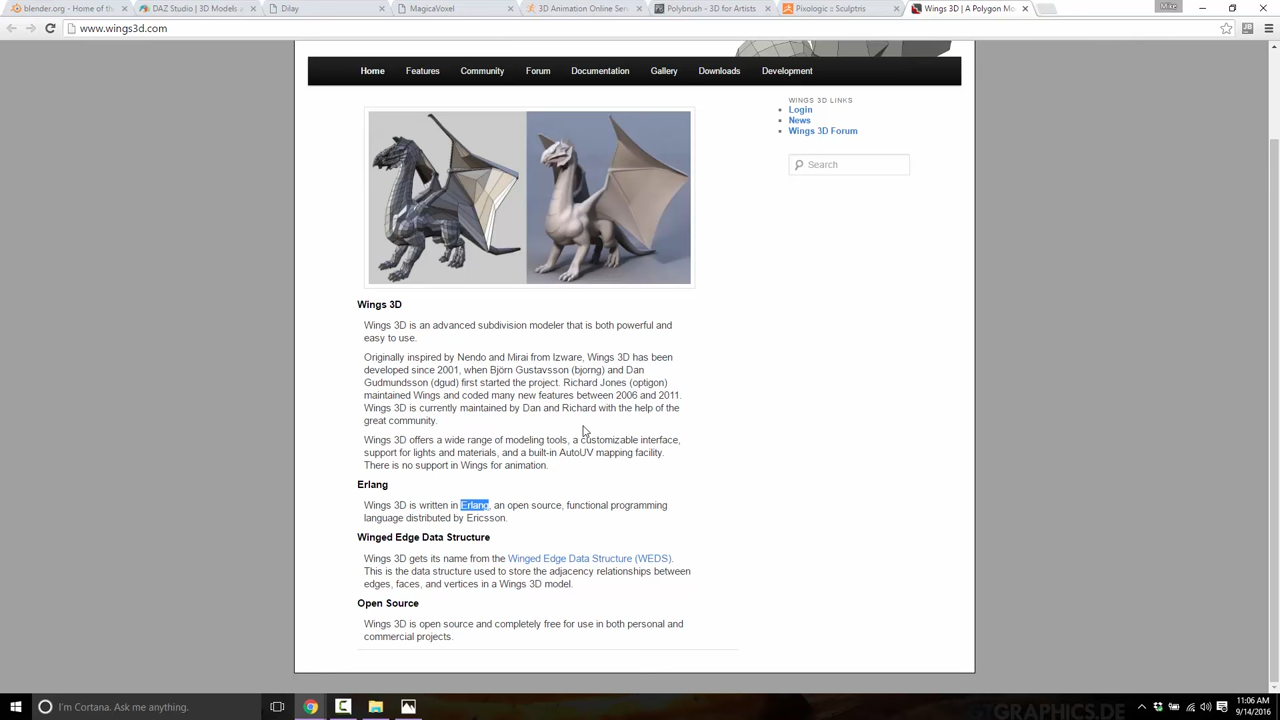 blender.org - Home of th
DAZ Studio | 3D Models a
Dilay
MagicaVoxel
3D Animation Online Serv
Polybrush - 3D for Artists
Pixologic :: Sculptris
Wings 3D | A Polygon Mo
Mike
www.wings3d.com
Home Features Community Forum Documentation Gallery Downloads Development
WINGS 3D LINKS
Login
News
Wings 3D Forum
Search
Wings 3D
Wings 3D is an advanced subdivision modeler that is both powerful and
easy to use.
Originally inspired by Nendo and Mirai from Izware, Wings 3D has been
developed since 2001, when Björn Gustavsson (bjorng) and Dan
Gudmundsson (dgud) first started the project. Richard Jones (optigon)
maintained Wings and coded many new features between 2006 and 2011.
Wings 3D is currently maintained by Dan and Richard with the help of the
great community.
Wings 3D offers a wide range of modeling tools, a customizable interface,
support for lights and materials, and a built-in AutoUV mapping facility.
There is no support in Wings for animation.
Erlang
Wings 3D is written in Erlang, an open source, functional programming
language distributed by Ericsson.
Winged Edge Data Structure
Wings 3D gets its name from the Winged Edge Data Structure (WEDS).
This is the data structure used to store the adjacency relationships between
edges, faces, and vertices in a Wings 3D model.
Open Source
Wings 3D is open source and completely free for use in both personal and
commercial projects.
I'm Cortana. Ask me anything.
GTGRAPHICS.DE
11:06 AM
9/14/2016